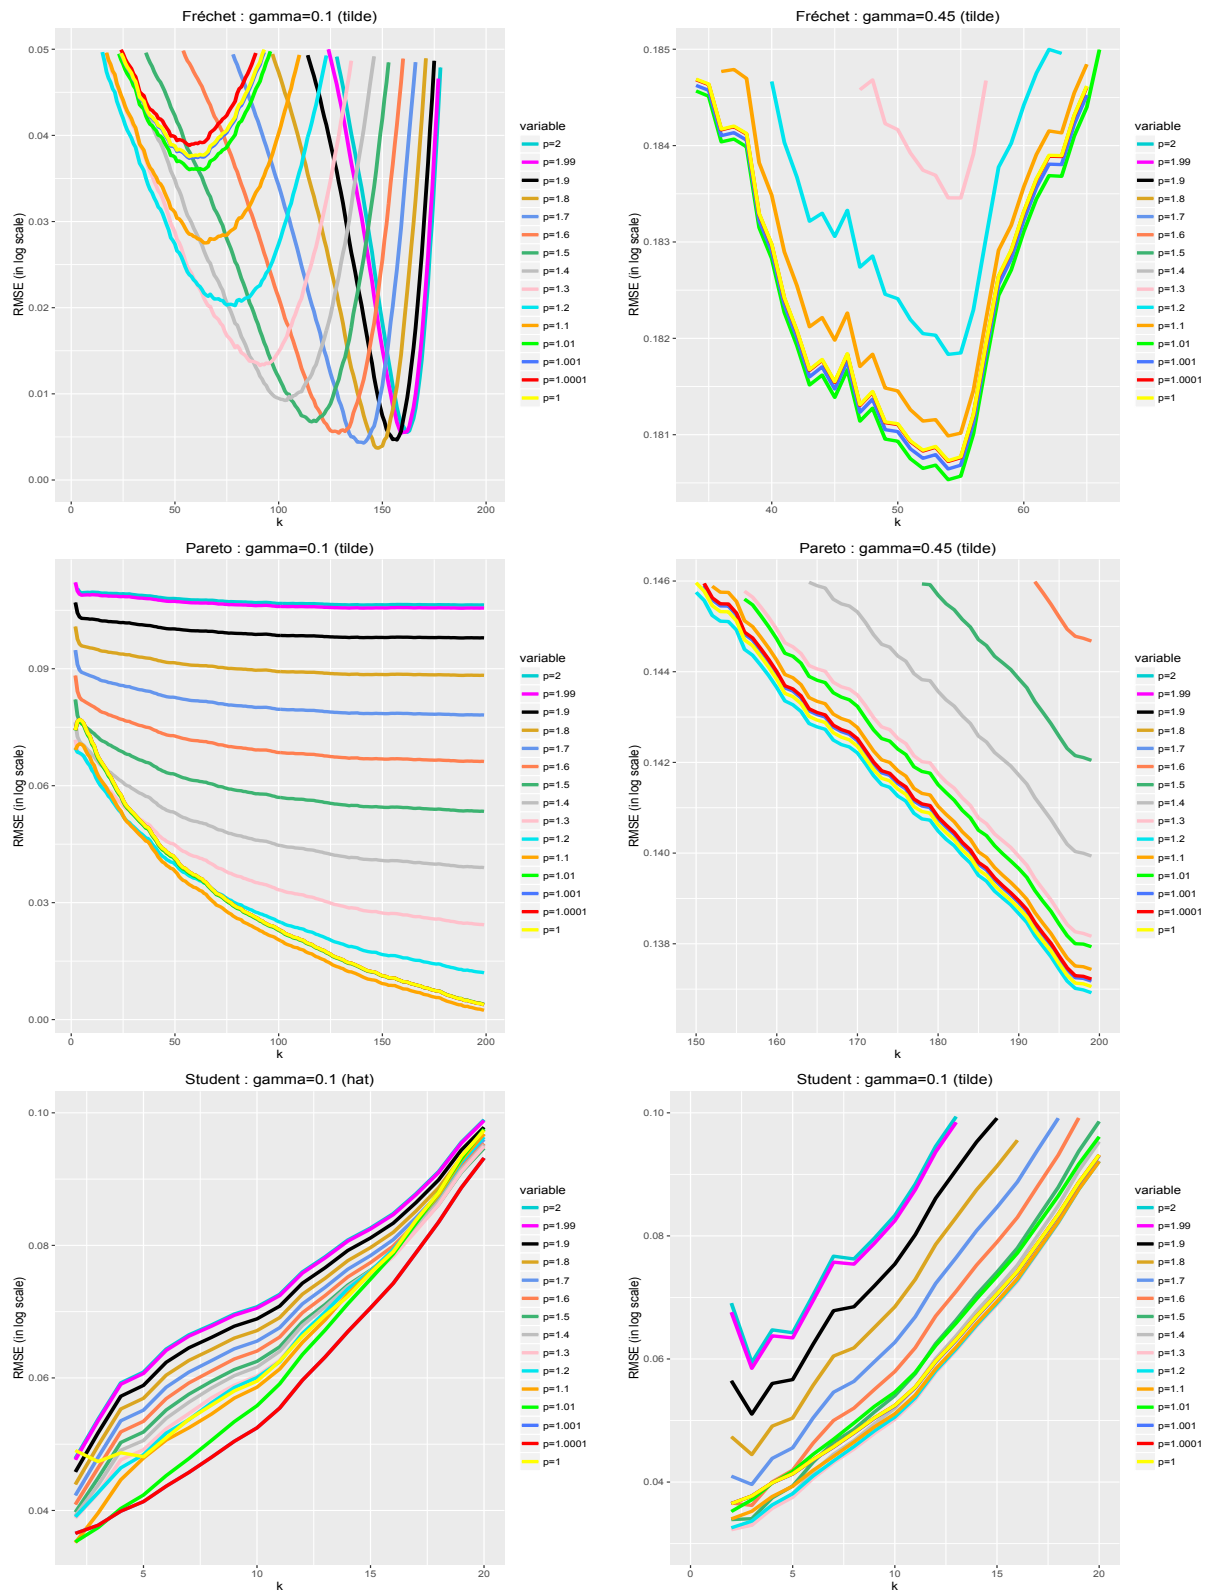 Fréchet : gamma=0.1 (tilde)
RMSE (in log scale)
0.05
0.04
0.03
0.02
0.01
0.00
0
50
100
150
200
k
variable
p=2
p=1.99
p=1.9
p=1.8
p=1.7
p=1.6
p=1.5
p=1.4
p=1.3
p=1.2
p=1.1
p=1.01
p=1.001
p=1.0001
p=1
Fréchet : gamma=0.45 (tilde)
RMSE (in log scale)
0.185
0.184
0.183
0.182
0.181
40
50
60
k
variable
p=2
p=1.99
p=1.9
p=1.8
p=1.7
p=1.6
p=1.5
p=1.4
p=1.3
p=1.2
p=1.1
p=1.01
p=1.001
p=1.0001
p=1
Pareto : gamma=0.1 (tilde)
RMSE (in log scale)
0.09
0.06
0.03
0.00
0
50
100
150
200
k
variable
p=2
p=1.99
p=1.9
p=1.8
p=1.7
p=1.6
p=1.5
p=1.4
p=1.3
p=1.2
p=1.1
p=1.01
p=1.001
p=1.0001
p=1
Pareto : gamma=0.45 (tilde)
RMSE (in log scale)
0.146
0.144
0.142
0.140
0.138
150
160
170
180
190
200
k
variable
p=2
p=1.99
p=1.9
p=1.8
p=1.7
p=1.6
p=1.5
p=1.4
p=1.3
p=1.2
p=1.1
p=1.01
p=1.001
p=1.0001
p=1
Student : gamma=0.1 (hat)
RMSE (in log scale)
0.10
0.08
0.06
0.04
5
10
15
20
k
variable
p=2
p=1.99
p=1.9
p=1.8
p=1.7
p=1.6
p=1.5
p=1.4
p=1.3
p=1.2
p=1.1
p=1.01
p=1.001
p=1.0001
p=1
Student : gamma=0.1 (tilde)
RMSE (in log scale)
0.10
0.08
0.06
0.04
0
5
10
15
20
k
variable
p=2
p=1.99
p=1.9
p=1.8
p=1.7
p=1.6
p=1.5
p=1.4
p=1.3
p=1.2
p=1.1
p=1.01
p=1.001
p=1.0001
p=1